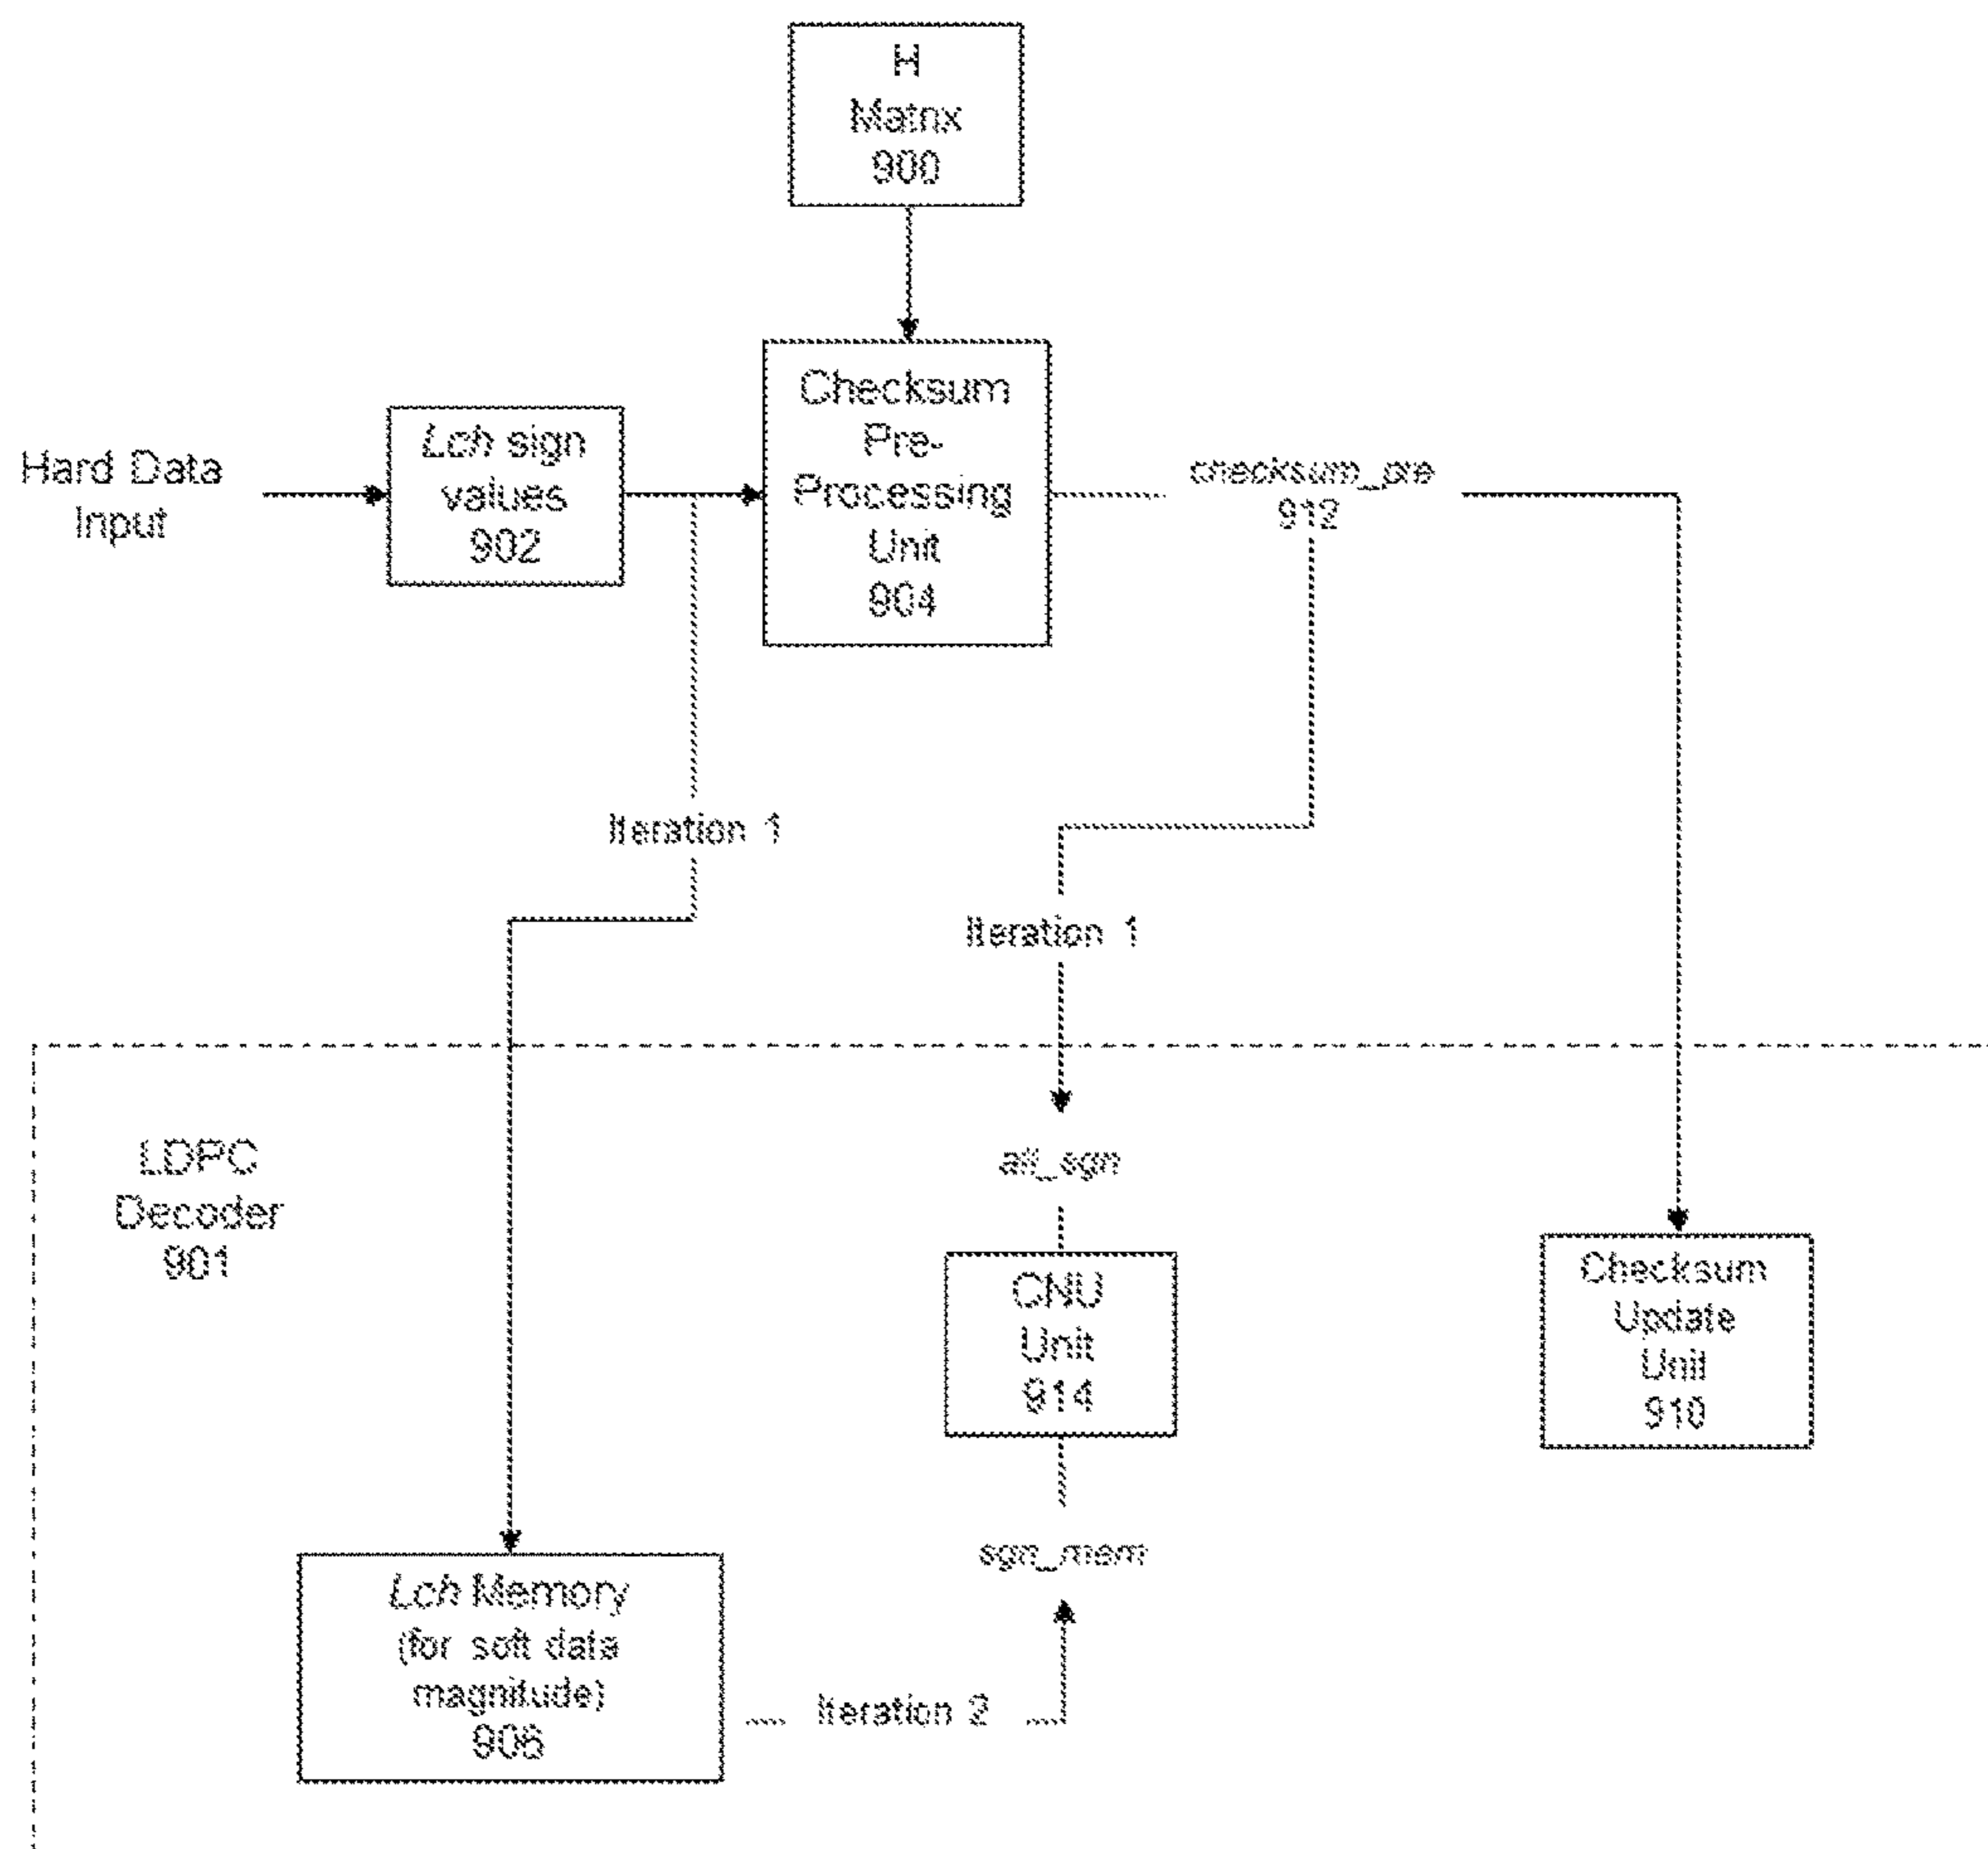 H
Matrix
900
Checksum
Pre-
Processing
Unit
904
Lch sign
values
902
Hard Data
Input
checksum_pre
912
Iteration 1
Iteration 1
LDPC
Decoder
901
all_sgn
CNU
Unit
914
Checksum
Update
Unit
910
sgn_mem
Lch Memory
(for soft data
magnitude)
906
Iteration 2